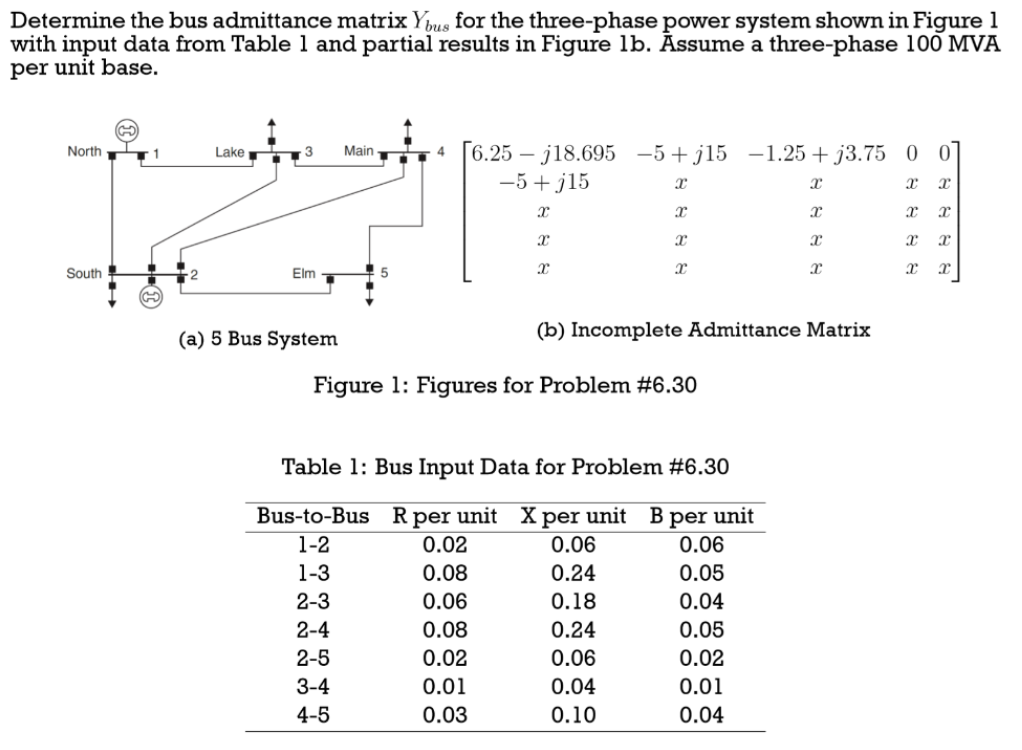 Determine the bus admittance matrix Y_bus for the three-phase power system shown in Figure 1
with input data from Table 1 and partial results in Figure 1b. Assume a three-phase 100 MVA
per unit base.
North 1 Lake 3 Main 4
South 2 Elm 5
(a) 5 Bus System
6.25 − j18.695 −5 + j15 −1.25 + j3.75 0 0
−5 + j15 x x x x
x x x x x
x x x x x
x x x x x
(b) Incomplete Admittance Matrix
Figure 1: Figures for Problem #6.30
Table 1: Bus Input Data for Problem #6.30
Bus-to-Bus R per unit X per unit B per unit
1-2 0.02 0.06 0.06
1-3 0.08 0.24 0.05
2-3 0.06 0.18 0.04
2-4 0.08 0.24 0.05
2-5 0.02 0.06 0.02
3-4 0.01 0.04 0.01
4-5 0.03 0.10 0.04